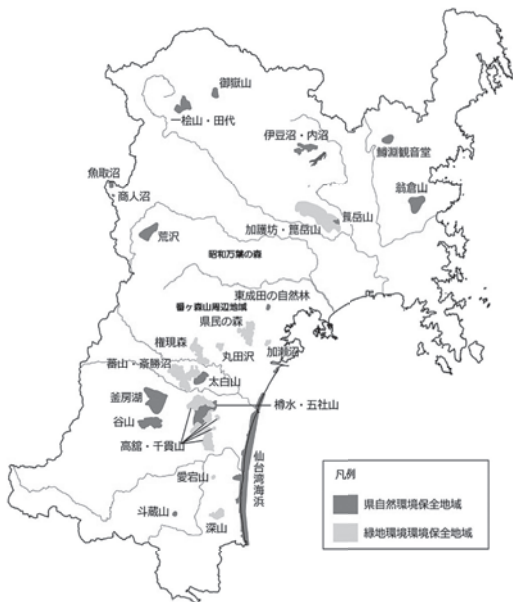 御嶽山
一桧山・田代
伊豆沼・内沼
鱒淵観音堂
魚取沼
翁倉山
商人沼
箟岳山
加護坊・箟岳山
荒沢
昭和万葉の森
東成田の自然林
番ヶ森山周辺地域
県民の森
権現森
丸田沢
加瀬沼
蕃山・斎勝沼
太白山
釜房湖
樽水・五社山
谷山
高舘・千貫山
仙台湾海浜
愛宕山
斗蔵山
深山
凡例
県自然環境保全地域
緑地環境環境保全地域